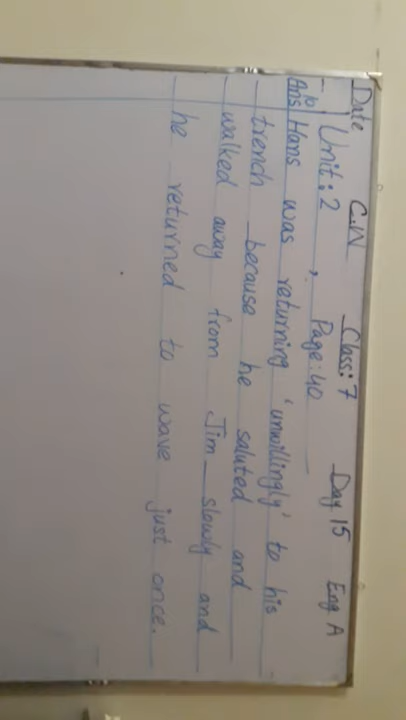 Date C.W Class: 7 Day 15 Eng A
Unit: 2, Page: 40
Ans 10 Hans was returning 'unwillingly' to his
trench because he saluted and
walked away from Jim slowly and
he returned to wave just once.